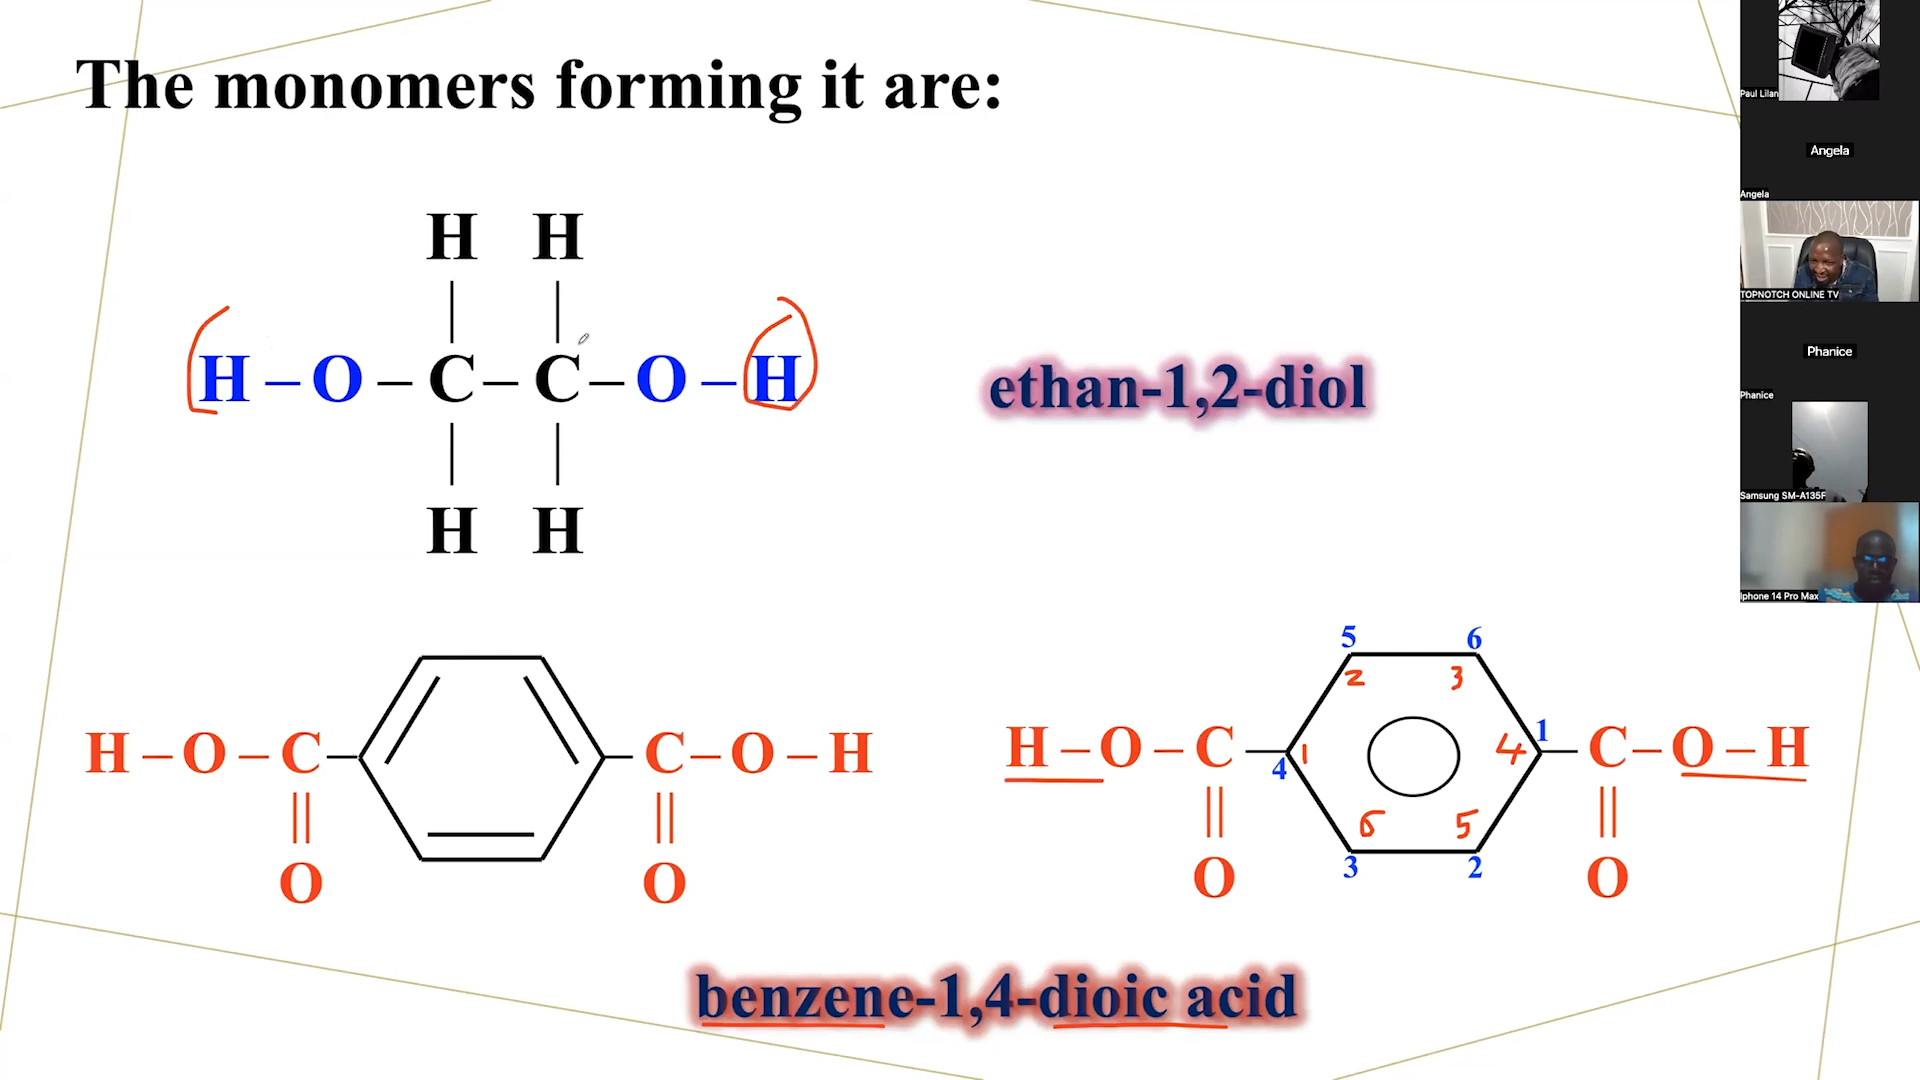 The monomers forming it are:
H H
H – O – C – C – O – H
H H
ethan-1,2-diol
H – O – C
O
C – O – H
O
5 6
2 3
H – O – C 4 1 4 1 C – O – H
6 5
3 2
O O
benzene-1,4-dioic acid
Paul Lilan
Angela
Angela
TOPNOTCH ONLINE TV
Phanice
Phanice
Samsung SM-A135F
Iphone 14 Pro Max